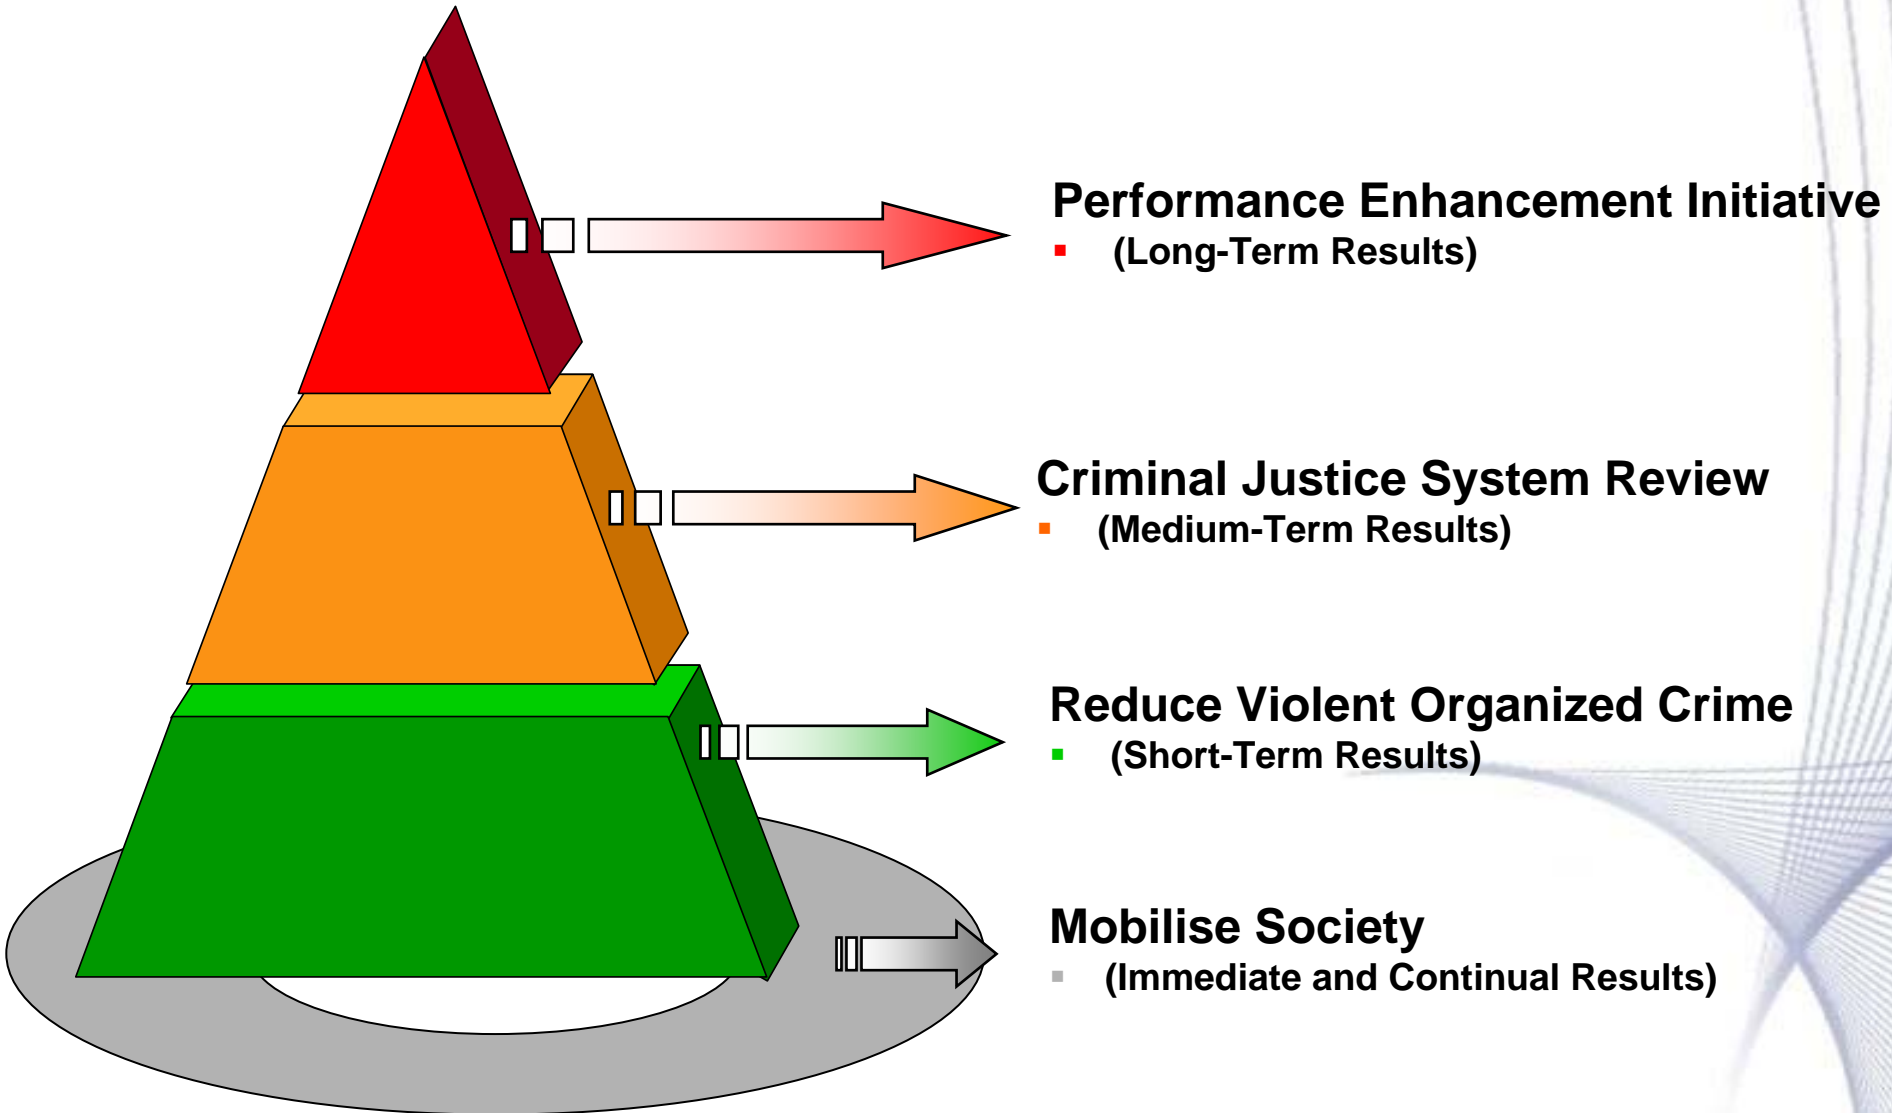 Performance Enhancement Initiative
(Long-Term Results)
Criminal Justice System Review
(Medium-Term Results)
Reduce Violent Organized Crime
(Short-Term Results)
Mobilise Society
(Immediate and Continual Results)